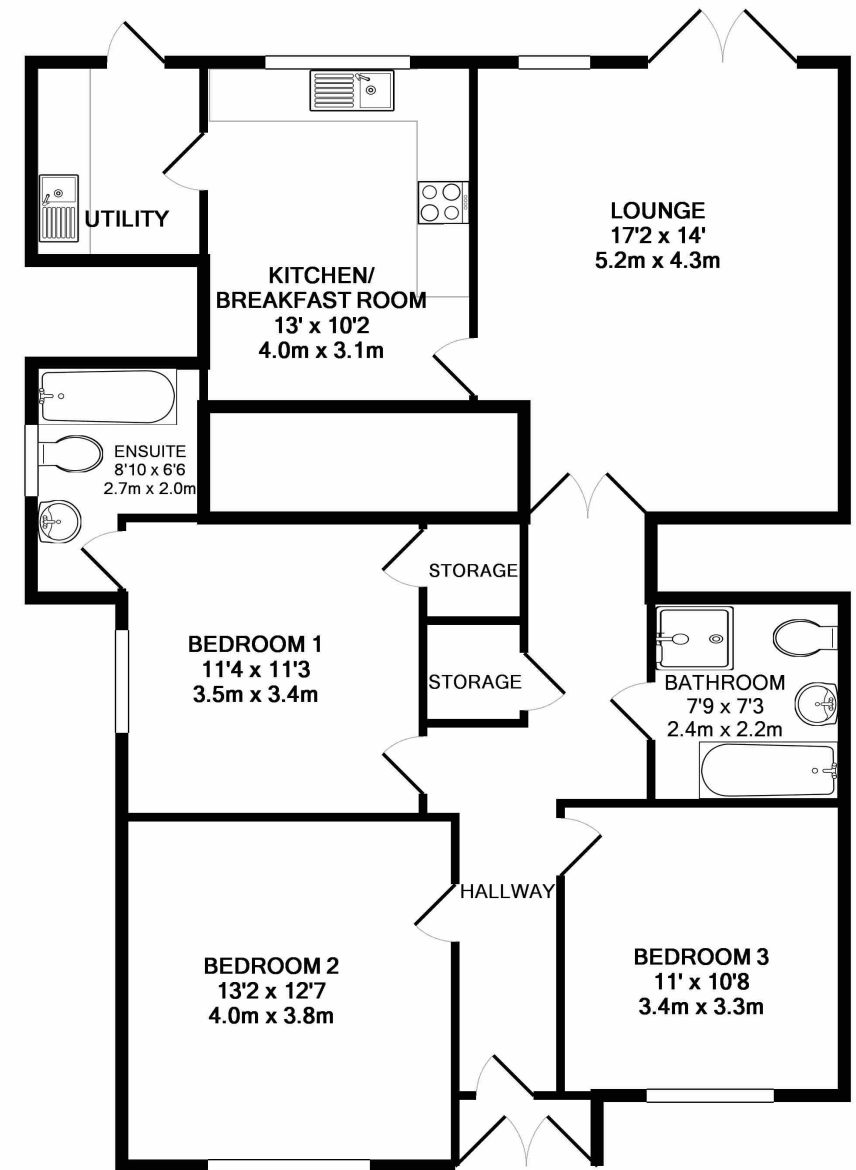 UTILITY
KITCHEN/
BREAKFAST ROOM
13' x 10'2
4.0m x 3.1m
LOUNGE
17'2 x 14'
5.2m x 4.3m
ENSUITE
8'10 x 6'6
2.7m x 2.0m
STORAGE
BEDROOM 1
11'4 x 11'3
3.5m x 3.4m
STORAGE
BATHROOM
7'9 x 7'3
2.4m x 2.2m
HALLWAY
BEDROOM 2
13'2 x 12'7
4.0m x 3.8m
BEDROOM 3
11' x 10'8
3.4m x 3.3m